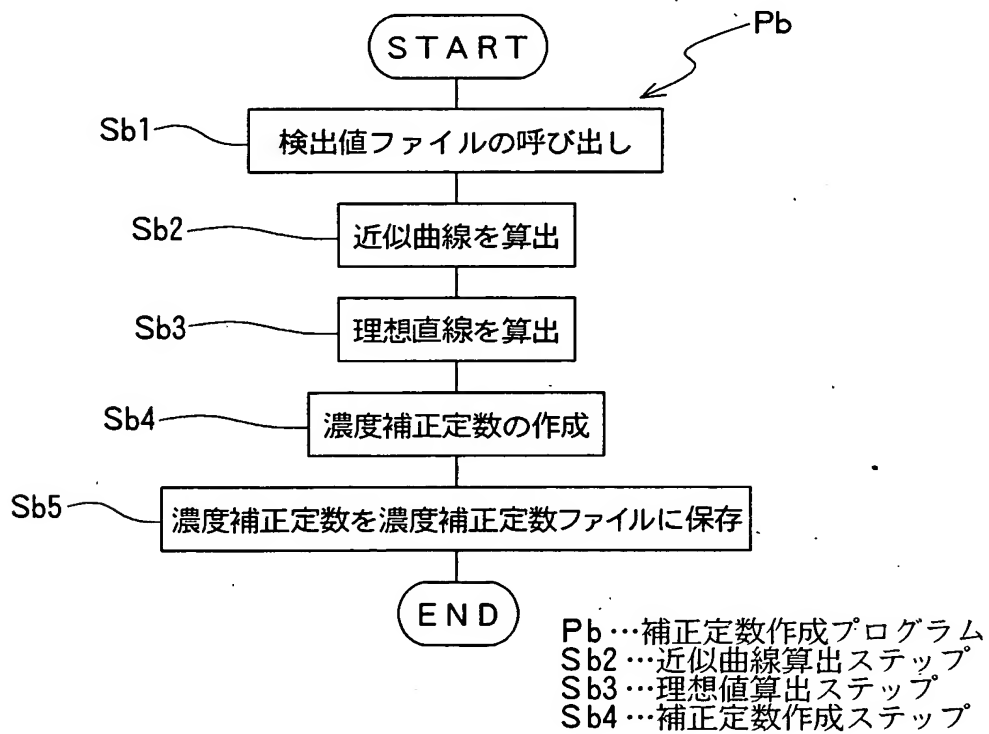 START
Pb
Sb1
検出値ファイルの呼び出し
Sb2
近似曲線を算出
Sb3
理想直線を算出
Sb4
濃度補正定数の作成
Sb5
濃度補正定数を濃度補正定数ファイルに保存
END
Pb…補正定数作成プログラム
Sb2…近似曲線算出ステップ
Sb3…理想値算出ステップ
Sb4…補正定数作成ステップ